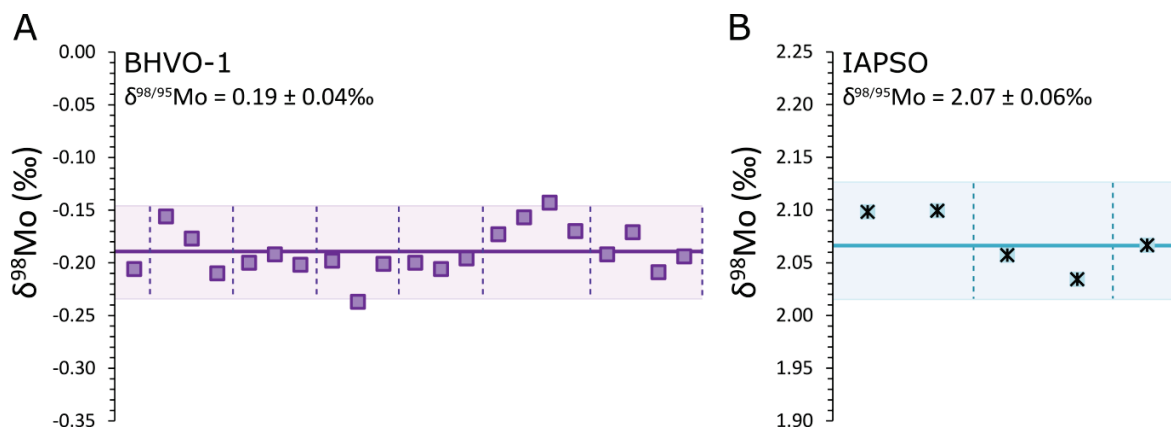 A
BHVO-1
δ98/95Mo = 0.19 ± 0.04‰
δ98Mo (‰)
0.00
-0.05
-0.10
-0.15
-0.20
-0.25
-0.30
-0.35
B
IAPSO
δ98/95Mo = 2.07 ± 0.06‰
δ98Mo (‰)
2.25
2.20
2.15
2.10
2.05
2.00
1.95
1.90